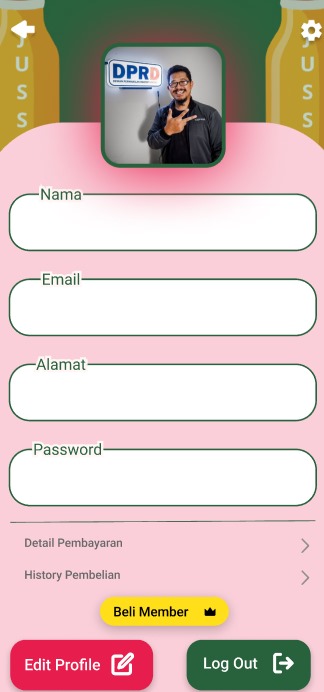 J
U
S
S
J
U
S
S
DPRD
Nama
Email
Alamat
Password
Detail Pembayaran
History Pembelian
Beli Member
Edit Profile
Log Out